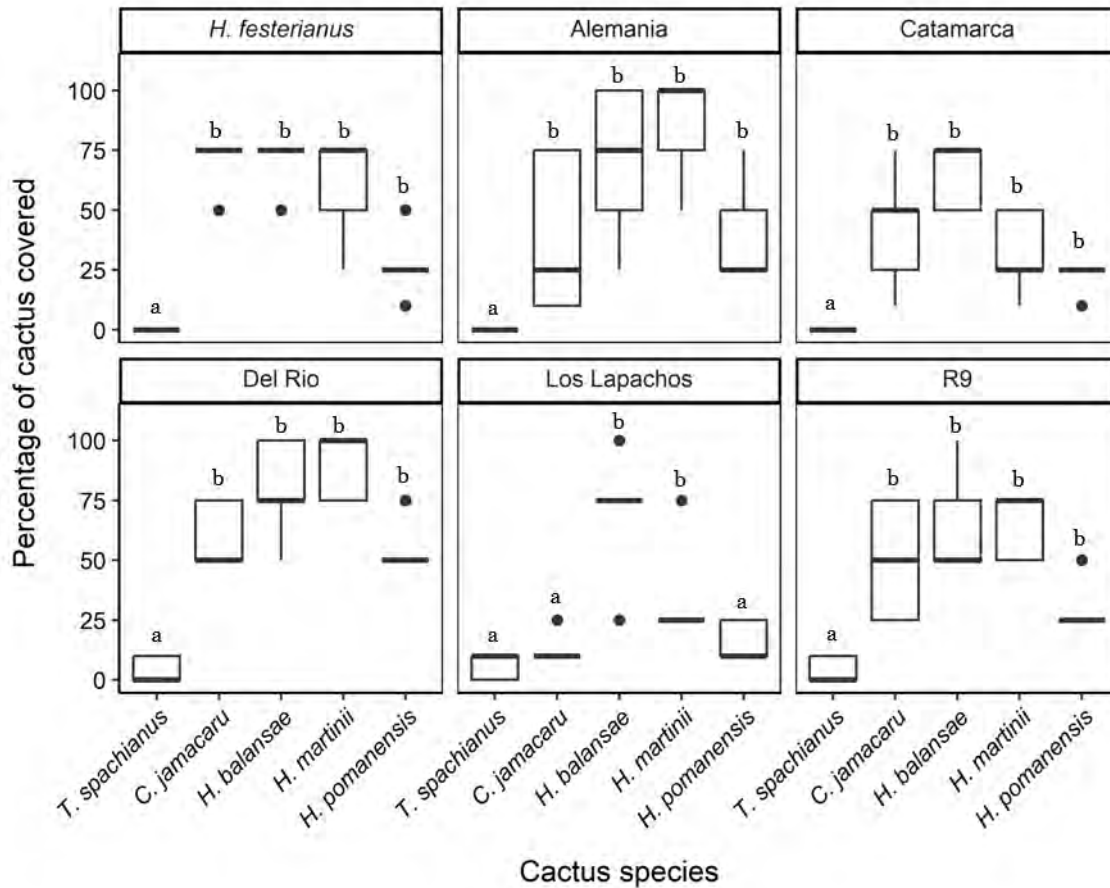 H. festerianus
Alemania
Catamarca
Percentage of cactus covered
100
75
50
25
0
a
b
b
b
b
a
b
b
b
b
a
b
b
b
b
Del Rio
Los Lapachos
R9
100
75
50
25
0
a
b
b
b
b
a
a
b
b
a
a
b
b
b
b
T. spachianus
C. jamacaru
H. balansae
H. martinii
H. pomanensis
T. spachianus
C. jamacaru
H. balansae
H. martinii
H. pomanensis
T. spachianus
C. jamacaru
H. balansae
H. martinii
H. pomanensis
Cactus species